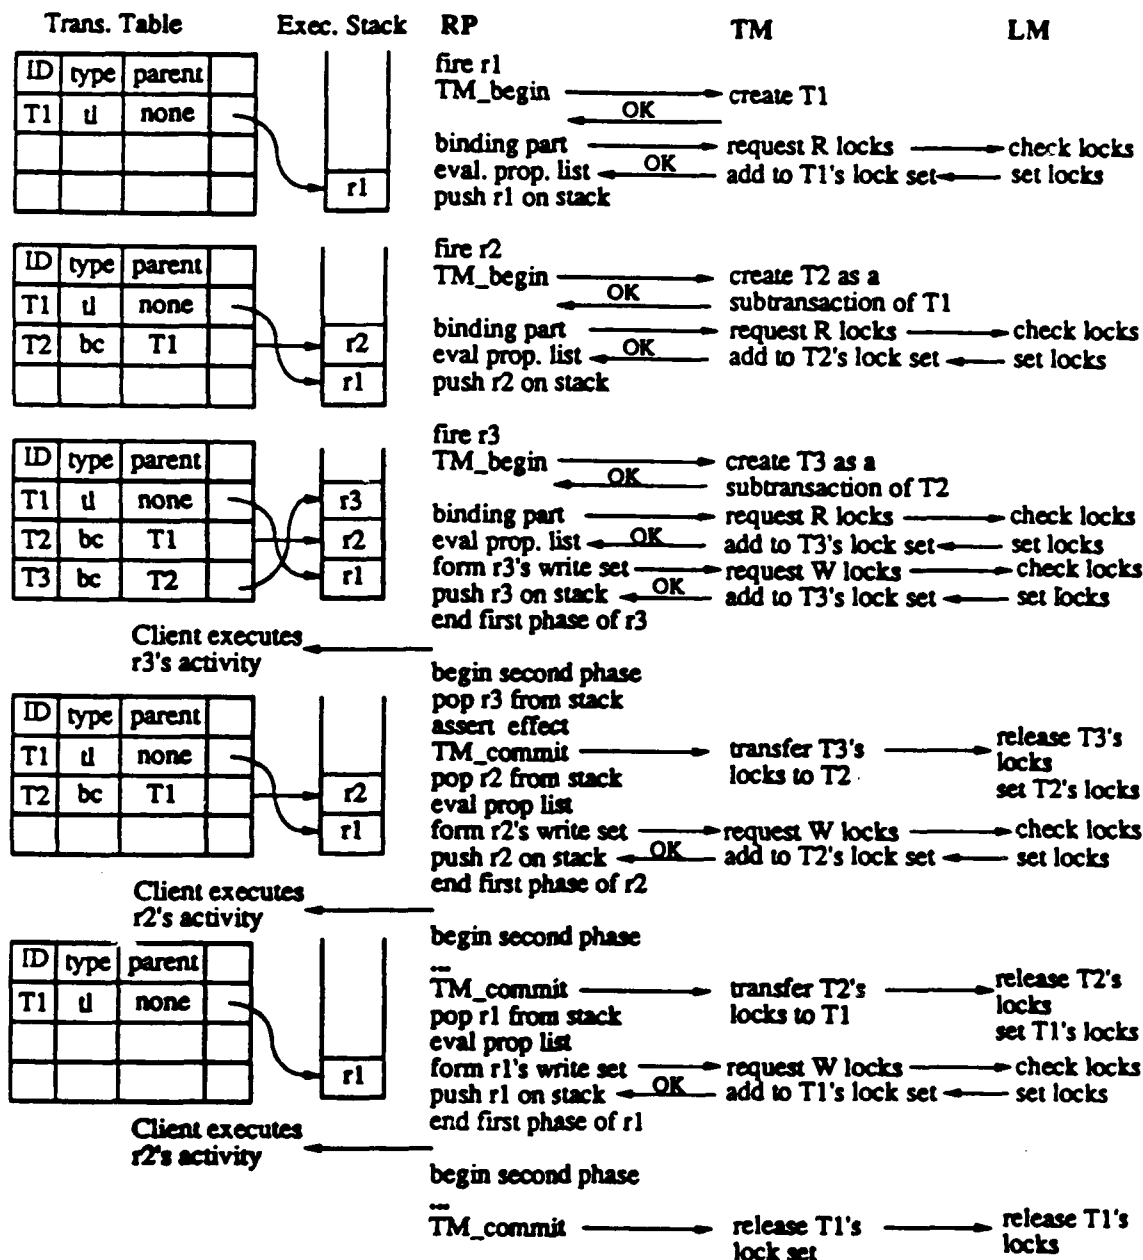 Trans. Table Exec. Stack RP TM LM
fire r1
ID type parent
TM_begin create T1
OK
T1 tl none
binding part request R locks check locks
eval. prop. list OK add to T1's lock set set locks
r1
push r1 on stack
fire r2
ID type parent
TM_begin create T2 as a
OK subtransaction of T1
T1 tl none
binding part request R locks check locks
T2 bc T1 r2
eval prop. list OK add to T2's lock set set locks
r1
push r2 on stack
fire r3
ID type parent
TM_begin create T3 as a
OK subtransaction of T2
T1 tl none r3
binding part request R locks check locks
T2 bc T1 r2
eval prop. list OK add to T3's lock set set locks
form r3's write set request W locks check locks
T3 bc T2 r1
push r3 on stack OK add to T3's lock set set locks
end first phase of r3
Client executes
r3's activity
begin second phase
pop r3 from stack
ID type parent
assert effect
TM_commit transfer T3's release T3's
T1 tl none
pop r2 from stack locks to T2 locks
set T2's locks
T2 bc T1 r2
eval prop list
form r2's write set request W locks check locks
r1
push r2 on stack OK add to T2's lock set set locks
end first phase of r2
Client executes
r2's activity
begin second phase
ID type parent
...
TM_commit transfer T2's release T2's
T1 tl none
pop r1 from stack locks to T1 locks
eval prop list set T1's locks
form r1's write set request W locks check locks
r1
push r1 on stack OK add to T1's lock set set locks
end first phase of r1
Client executes
r2's activity
begin second phase
...
TM_commit release T1's release T1's
lock set locks